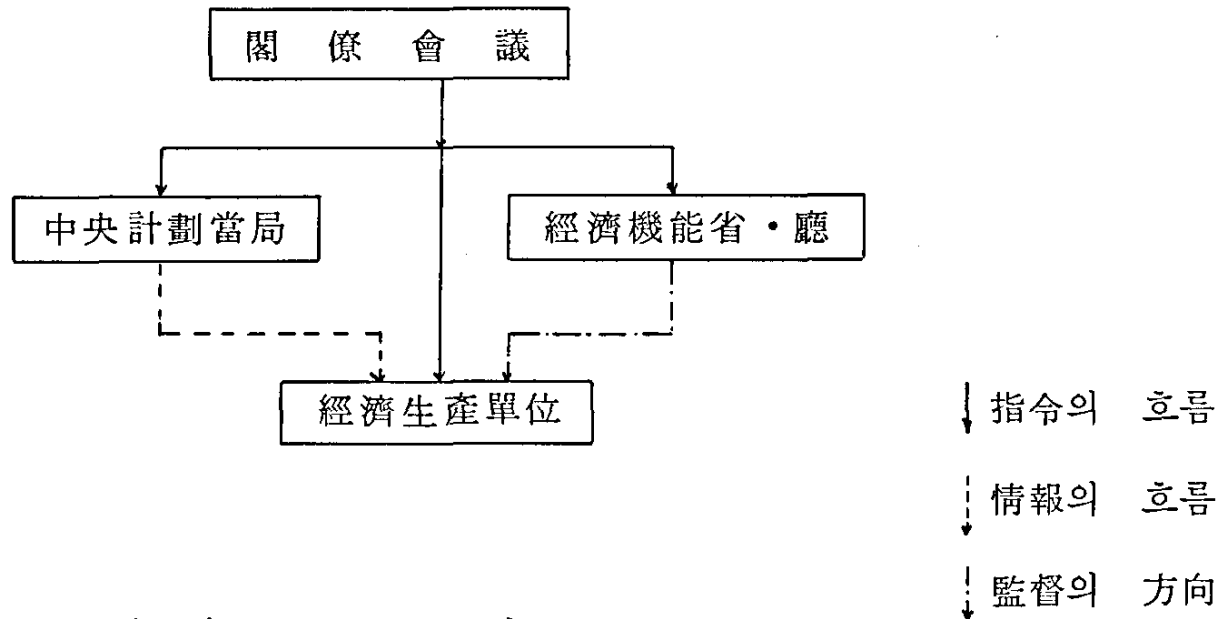 閣僚會議
中央計劃當局
經濟機能省・廳
經濟生產單位
指令의 흐름
情報의 흐름
監督의 方向